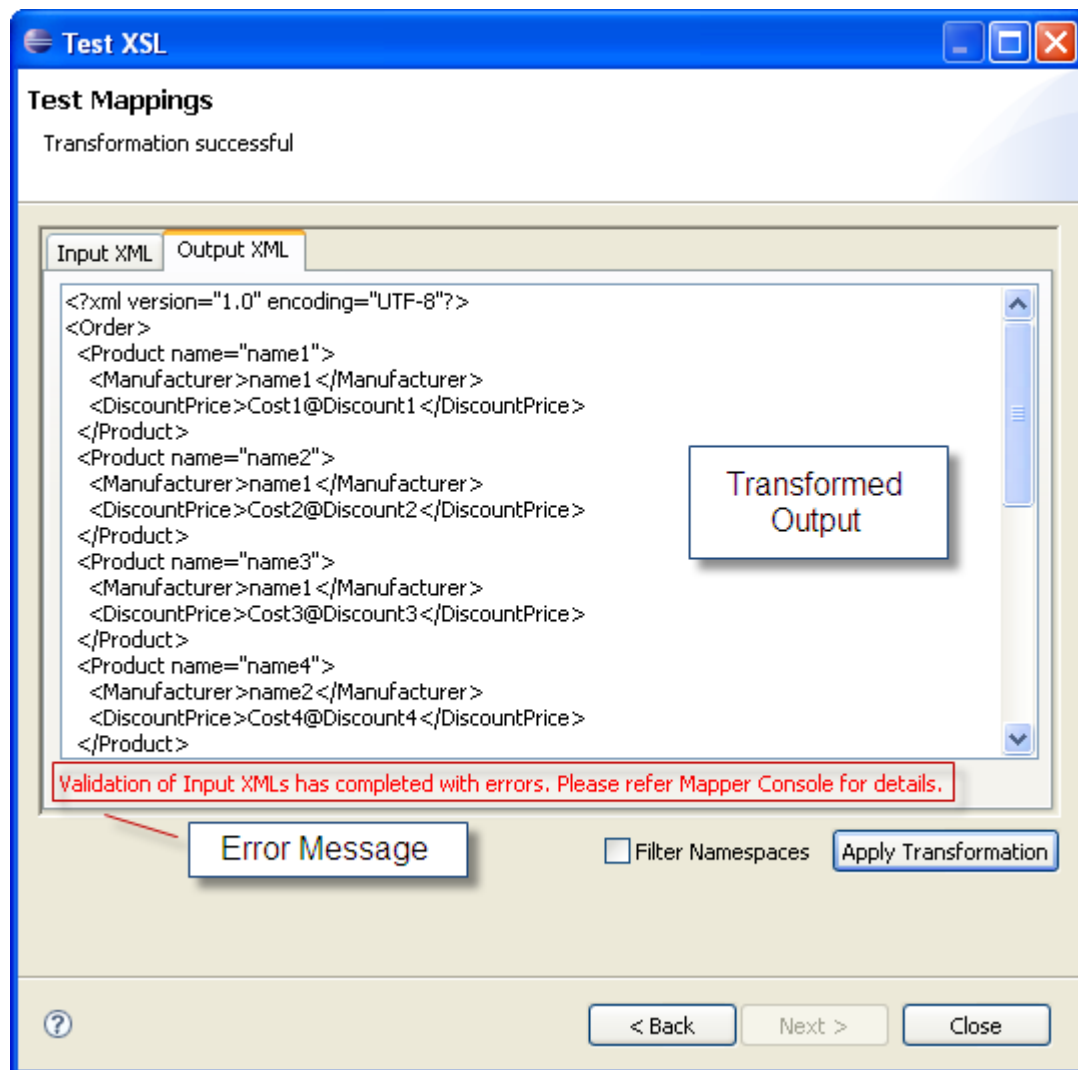 Test XSL
Test Mappings
Transformation successful
Input XML
Output XML
<?xml version="1.0" encoding="UTF-8"?>
<Order>
<Product name="name1">
<Manufacturer>name1</Manufacturer>
<DiscountPrice>Cost1@Discount1</DiscountPrice>
</Product>
<Product name="name2">
<Manufacturer>name1</Manufacturer>
<DiscountPrice>Cost2@Discount2</DiscountPrice>
</Product>
<Product name="name3">
<Manufacturer>name1</Manufacturer>
<DiscountPrice>Cost3@Discount3</DiscountPrice>
</Product>
<Product name="name4">
<Manufacturer>name2</Manufacturer>
<DiscountPrice>Cost4@Discount4</DiscountPrice>
</Product>
Transformed
Output
Validation of Input XMLs has completed with errors. Please refer Mapper Console for details.
Error Message
Filter Namespaces
Apply Transformation
?
< Back
Next >
Close